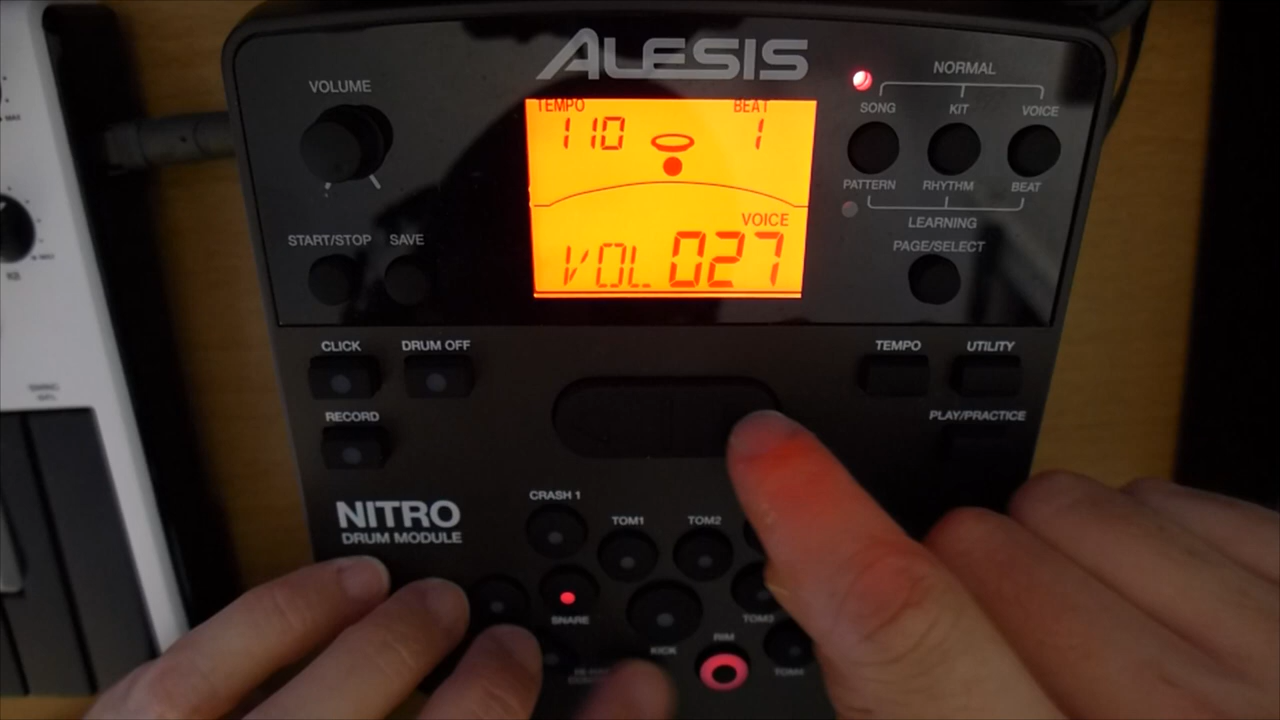 ALESIS
VOLUME
TEMPO
BEAT
110
1
VOICE
VOL 027
NORMAL
SONG
KIT
VOICE
PATTERN
RHYTHM
BEAT
LEARNING
PAGE/SELECT
START/STOP
SAVE
CLICK
DRUM OFF
RECORD
TEMPO
UTILITY
PLAY/PRACTICE
NITRO
DRUM MODULE
CRASH 1
TOM1
TOM2
SNARE
TOM3
KICK
RIM
TOM4